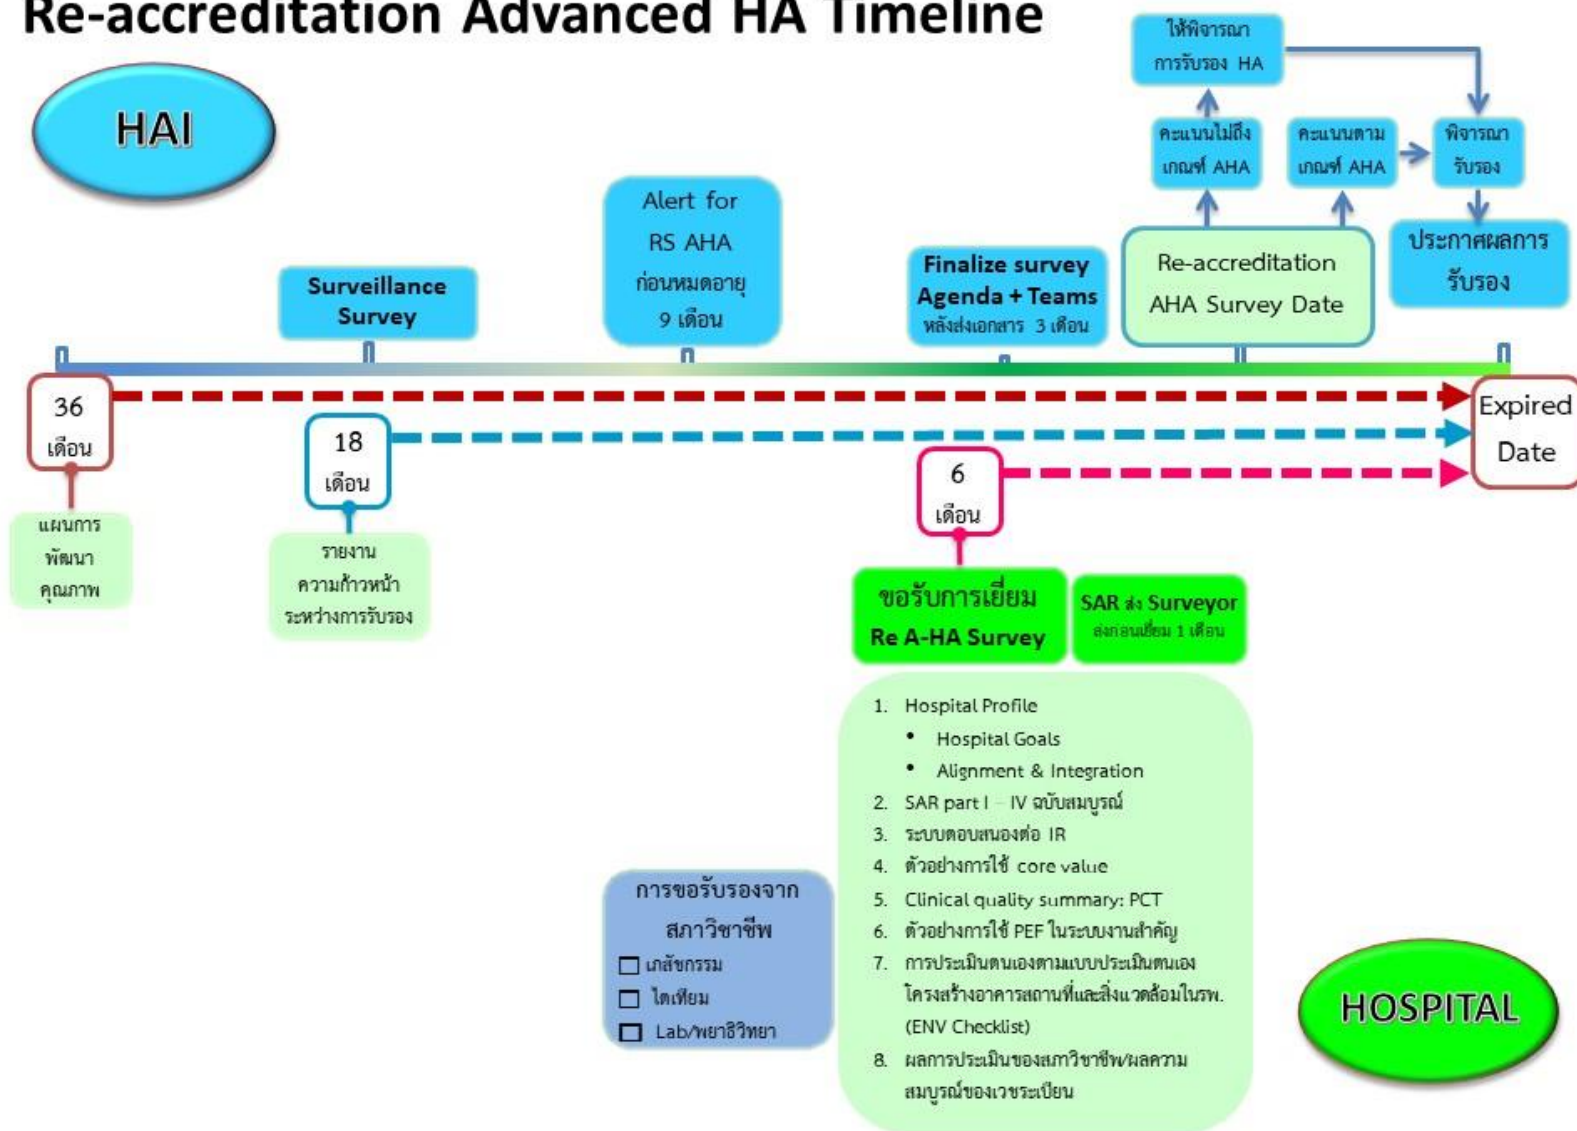 Re-accreditation Advanced HA Timeline
HAI
ให้พิจารณา
การรับรอง HA
คะแนนไม่ถึง
เกณฑ์ AHA
คะแนนตาม
เกณฑ์ AHA
พิจารณา
รับรอง
ประกาศผลการ
รับรอง
Surveillance
Survey
Alert for
RS AHA
ก่อนหมดอายุ
9 เดือน
Finalize survey
Agenda + Teams
หลังส่งเอกสาร 3 เดือน
Re-accreditation
AHA Survey Date
36
เดือน
18
เดือน
6
เดือน
Expired
Date
แผนการ
พัฒนา
คุณภาพ
รายงาน
ความก้าวหน้า
ระหว่างการรับรอง
ขอรับการเยี่ยม
Re A-HA Survey
SAR ส่ง Surveyor
ส่งก่อนเยี่ยม 1 เดือน
1. Hospital Profile
• Hospital Goals
• Alignment & Integration
2. SAR part I – IV ฉบับสมบูรณ์
3. ระบบตอบสนองต่อ IR
4. ตัวอย่างการใช้ core value
5. Clinical quality summary: PCT
6. ตัวอย่างการใช้ PEF ในระบบงานสำคัญ
7. การประเมินตนเองตามแบบประเมินตนเอง
โครงสร้างอาคารสถานที่และสิ่งแวดล้อมในรพ.
(ENV Checklist)
8. ผลการประเมินของสภาวิชาชีพ/ผลความ
สมบูรณ์ของเวชระเบียน
การขอรับรองจาก
สภาวิชาชีพ
เภสัชกรรม
ไตเทียม
Lab/พยาธิวิทยา
HOSPITAL